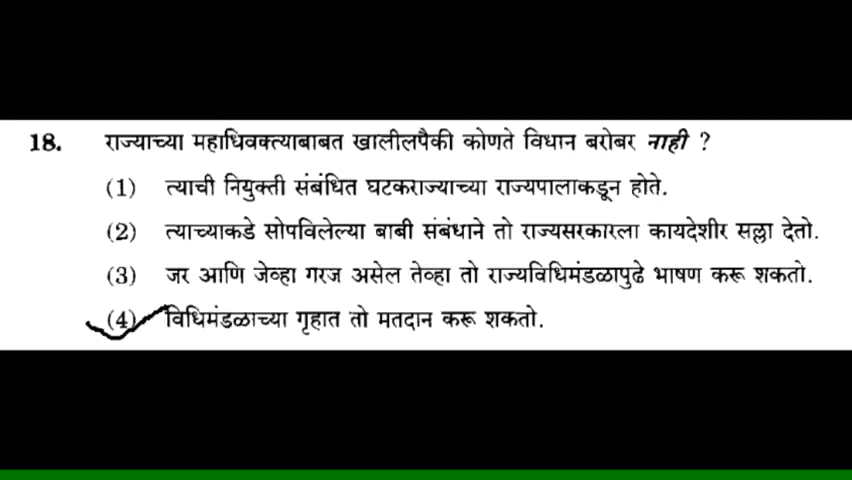 18. राज्याच्या महाधिवक्त्याबाबत खालीलपैकी कोणते विधान बरोबर नाही ?
(1) त्याची नियुक्ती संबंधित घटकराज्याच्या राज्यपालाकडून होते.
(2) त्याच्याकडे सोपविलेल्या बाबी संबंधाने तो राज्यसरकारला कायदेशीर सल्ला देतो.
(3) जर आणि जेव्हा गरज असेल तेव्हा तो राज्यविधिमंडळापुढे भाषण करू शकतो.
(4) विधिमंडळाच्या गृहात तो मतदान करू शकतो.